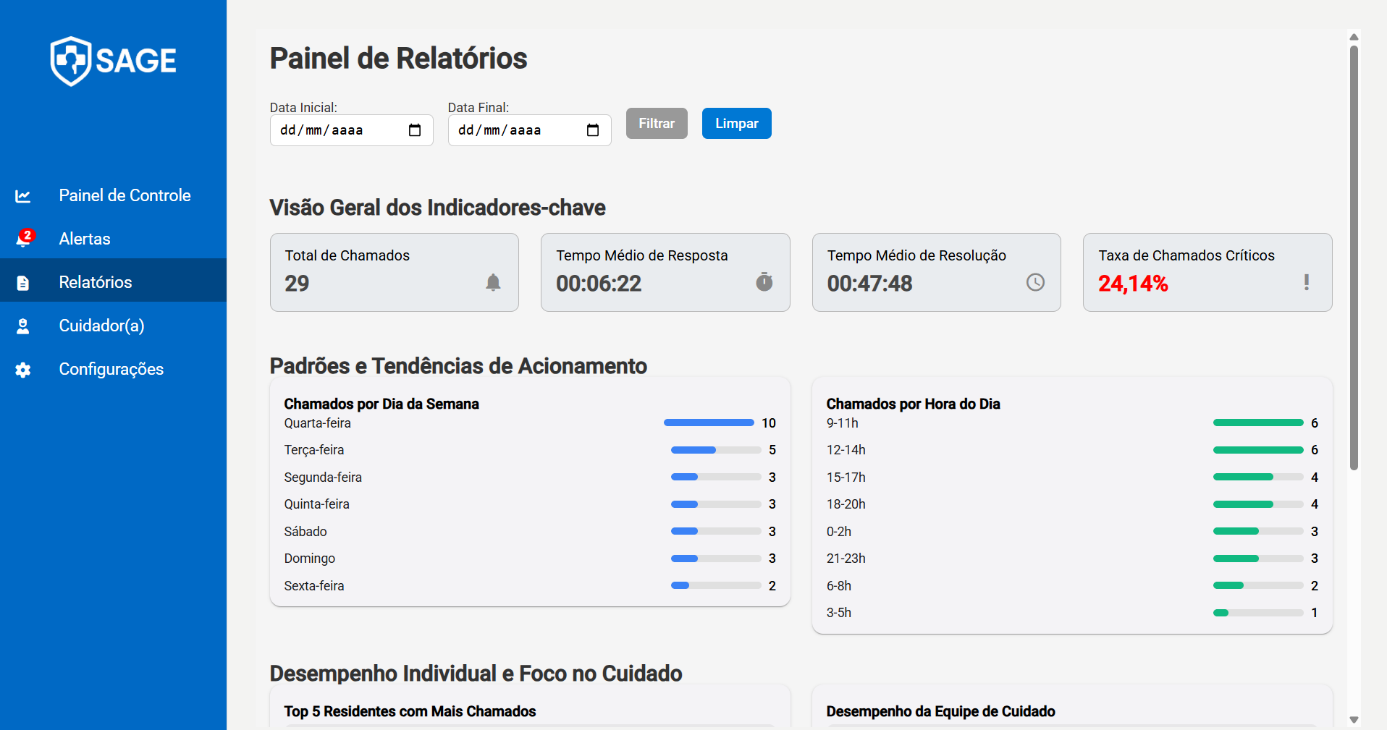 SAGE
Painel de Controle
2
Alertas
Relatórios
Cuidador(a)
Configurações
Painel de Relatórios
Data Inicial:
dd/mm/aaaa
Data Final:
dd/mm/aaaa
Filtrar
Limpar
Visão Geral dos Indicadores-chave
Total de Chamados
29
Tempo Médio de Resposta
00:06:22
Tempo Médio de Resolução
00:47:48
Taxa de Chamados Críticos
24,14%
Padrões e Tendências de Acionamento
Chamados por Dia da Semana
Quarta-feira 10
Terça-feira 5
Segunda-feira 3
Quinta-feira 3
Sábado 3
Domingo 3
Sexta-feira 2
Chamados por Hora do Dia
9-11h 6
12-14h 6
15-17h 4
18-20h 4
0-2h 3
21-23h 3
6-8h 2
3-5h 1
Desempenho Individual e Foco no Cuidado
Top 5 Residentes com Mais Chamados
Desempenho da Equipe de Cuidado